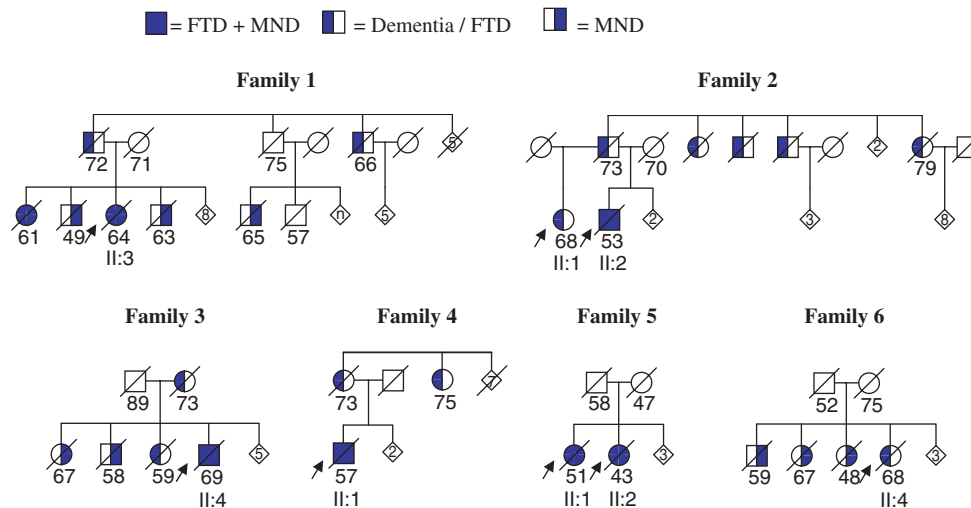 = FTD + MND = Dementia / FTD = MND
Family 1 Family 2
72 71 75 66 5
73 70 2 79
61 49 64 63 8 65 57 n 5
II:3
68 53 2 3 8
II:1 II:2
Family 3 Family 4 Family 5 Family 6
89 73 73 75 7 58 47 52 75
67 58 59 69 5
II:4
57 2
II:1
51 43 3
II:1 II:2
59 67 48 68 3
II:4